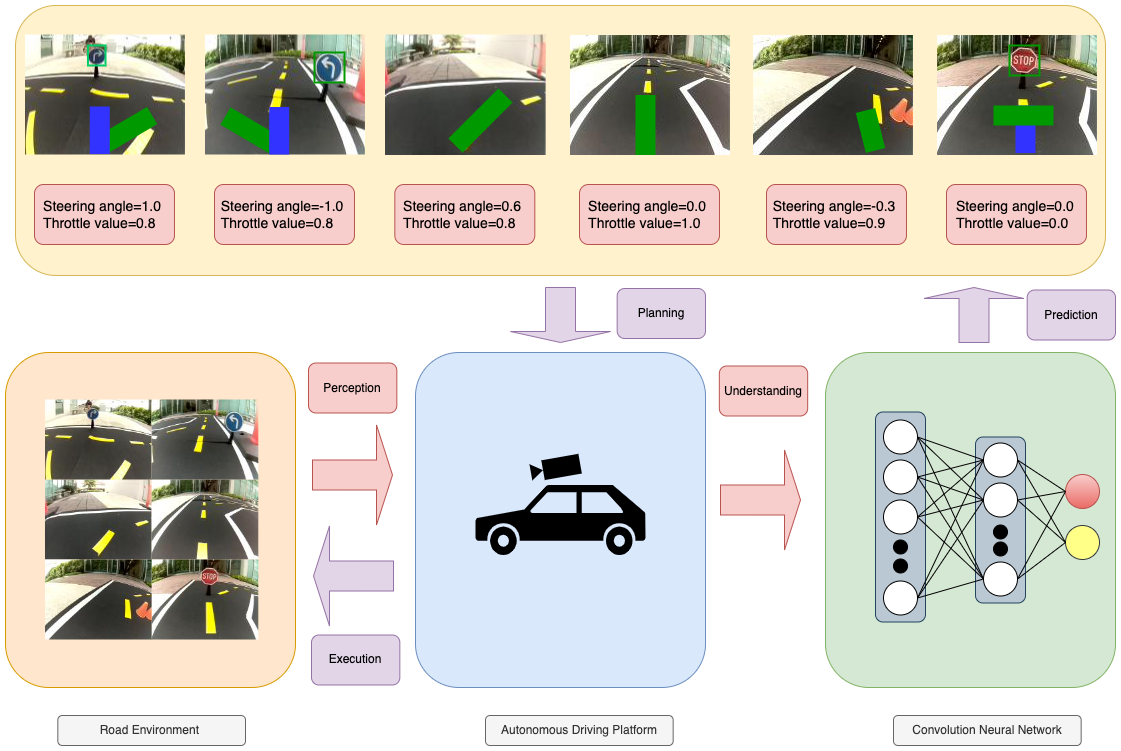 STOP
Steering angle=1.0
Throttle value=0.8
Steering angle=-1.0
Throttle value=0.8
Steering angle=0.6
Throttle value=0.8
Steering angle=0.0
Throttle value=1.0
Steering angle=-0.3
Throttle value=0.9
Steering angle=0.0
Throttle value=0.0
Planning
Prediction
Perception
Understanding
STOP
Execution
Road Environment
Autonomous Driving Platform
Convolution Neural Network